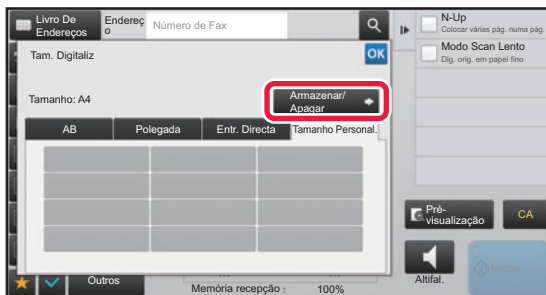 Livro De
Endereços
Endereç
o
Número de Fax
N-Up
Colocar várias pág. numa pág.
Modo Scan Lento
Dig. orig. em papel fino
Tam. Digitaliz
OK
Tamanho: A4
Armazenar/
Apagar
AB
Polegada
Entr. Directa
Tamanho Personal.
Pré-
visualização
CA
Outros
Memória recepção :
100%
Altifal.
Iniciar